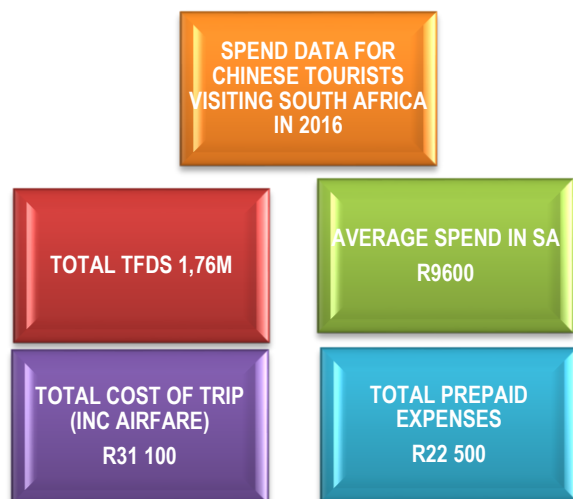 SPEND DATA FOR
CHINESE TOURISTS
VISITING SOUTH AFRICA
IN 2016
TOTAL TFDS 1,76M
AVERAGE SPEND IN SA
R9600
TOTAL COST OF TRIP
(INC AIRFARE)
R31 100
TOTAL PREPAID
EXPENSES
R22 500